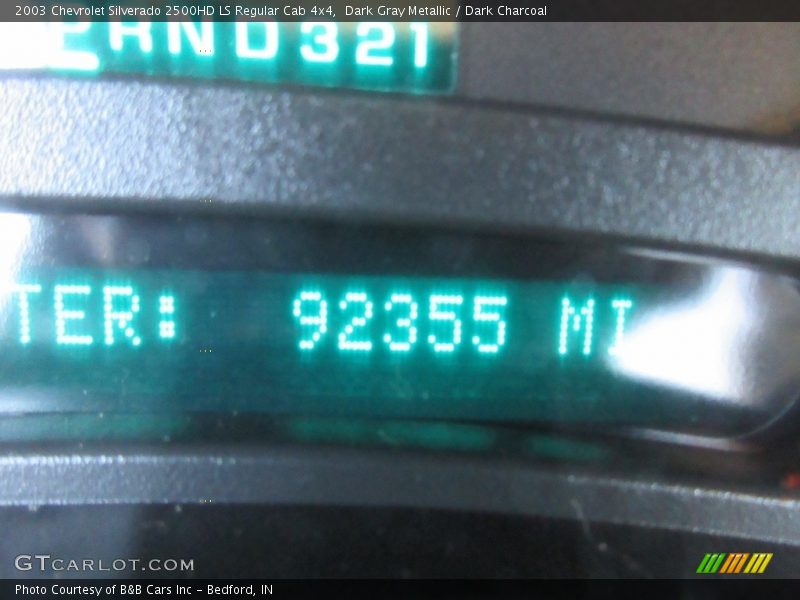 2003 Chevrolet Silverado 2500HD LS Regular Cab 4x4, Dark Gray Metallic / Dark Charcoal
PRND321
TER: 92355 MI
GTCARLOT.COM
Photo Courtesy of B&B Cars Inc - Bedford, IN